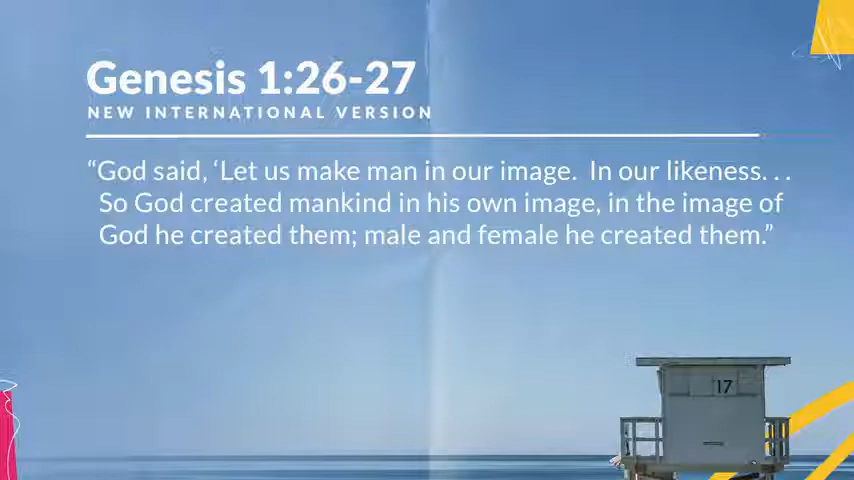 Genesis 1:26-27
NEW INTERNATIONAL VERSION
“God said, ‘Let us make man in our image.  In our likeness. . .
So God created mankind in his own image, in the image of
God he created them; male and female he created them.”
17